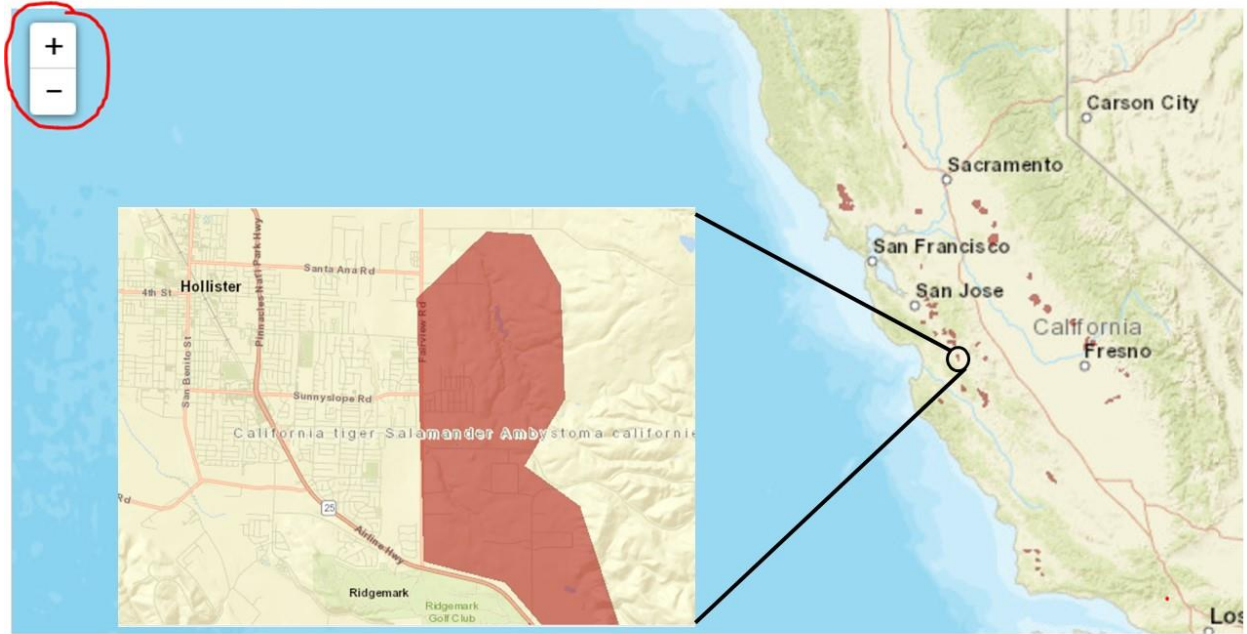 +
−
Carson City
Sacramento
San Francisco
San Jose
California
Fresno
Los
Santa Ana Rd
Hollister
4th St
Pinnacles Nat'l Park Hwy
Fairview Rd
San Benito St
Sunnyslope Rd
California tiger Salamander Ambystoma californie
Rd
25
Airline Hwy
Ridgemark
Ridgemark
Golf Club